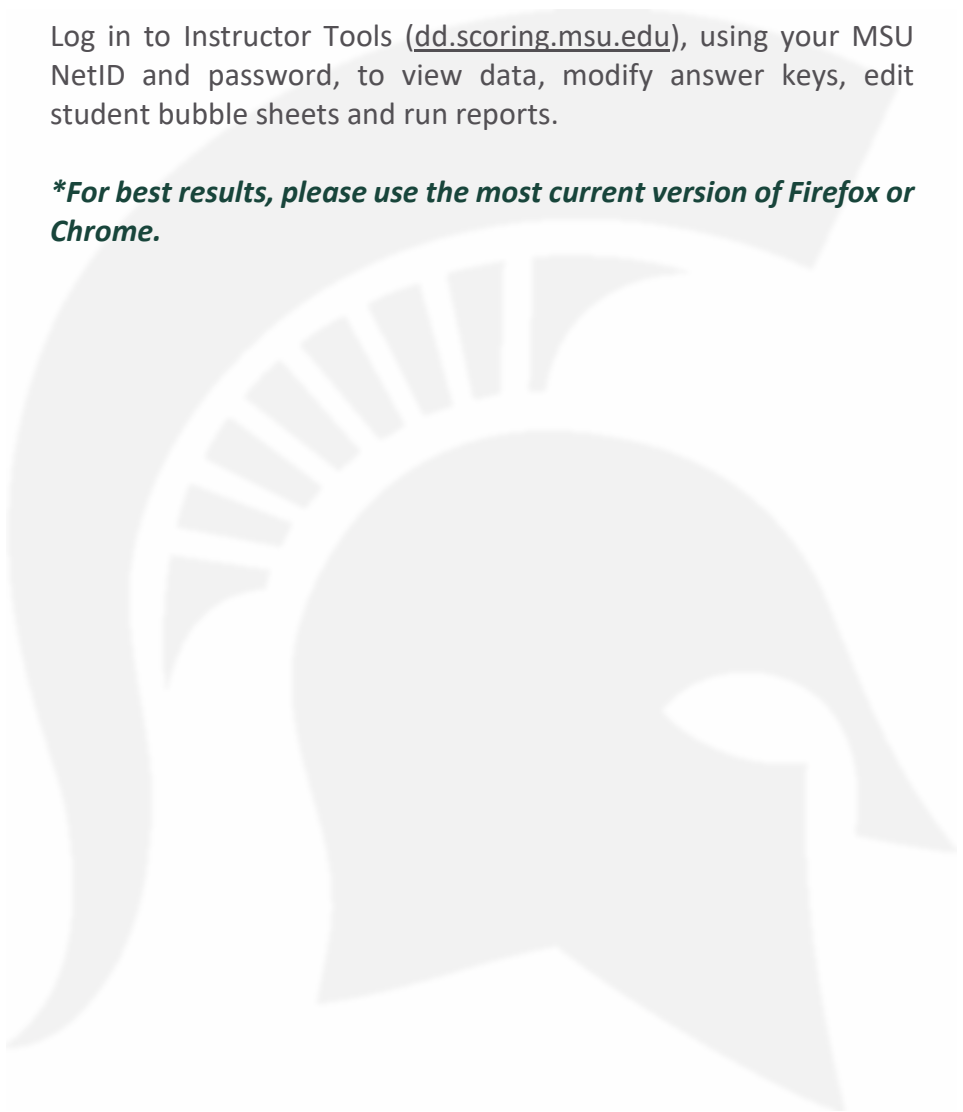 Log in to Instructor Tools (dd.scoring.msu.edu), using your MSU
NetID and password, to view data, modify answer keys, edit
student bubble sheets and run reports.
*For best results, please use the most current version of Firefox or
Chrome.